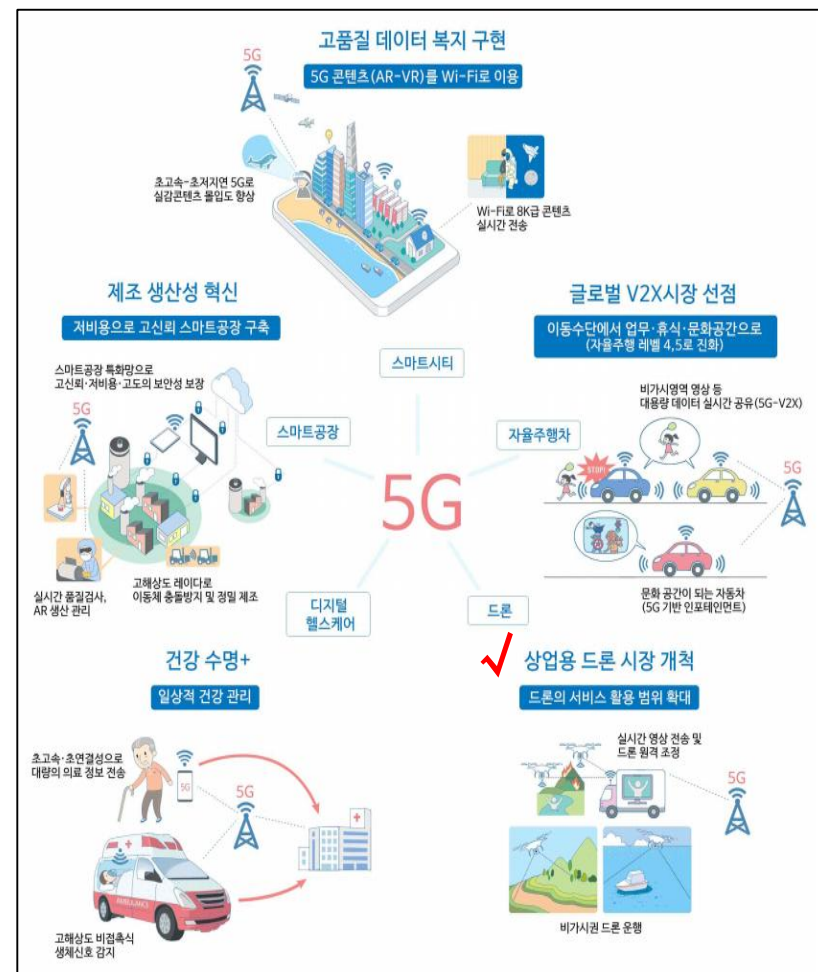 고품질 데이터 복지 구현
5G 콘텐츠(AR-VR)를 Wi-Fi로 이용
5G
초고속-초저지연 5G로
실감콘텐츠 몰입도 향상
Wi-Fi로 8K급 콘텐츠
실시간 전송
제조 생산성 혁신
저비용으로 고신뢰 스마트공장 구축
스마트공장 특화망으로
고신뢰·저비용·고도의 보안성 보장
5G
실시간 품질검사,
AR 생산 관리
고해상도 레이다로
이동체 충돌방지 및 정밀 제조
글로벌 V2X시장 선점
이동수단에서 업무·휴식·문화공간으로
(자율주행 레벨 4,5로 진화)
비가시영역 영상 등
대용량 데이터 실시간 공유(5G-V2X)
STOP!
5G
문화 공간이 되는 자동차
(5G 기반 인포테인먼트)
스마트시티
스마트공장
자율주행차
5G
디지털
헬스케어
드론
건강 수명+
일상적 건강 관리
초고속·초연결성으로
대량의 의료 정보 전송
5G
5G
AMBULANCE
고해상도 비접촉식
생체신호 감지
상업용 드론 시장 개척
드론의 서비스 활용 범위 확대
실시간 영상 전송 및
드론 원격 조정
5G
비가시권 드론 운행